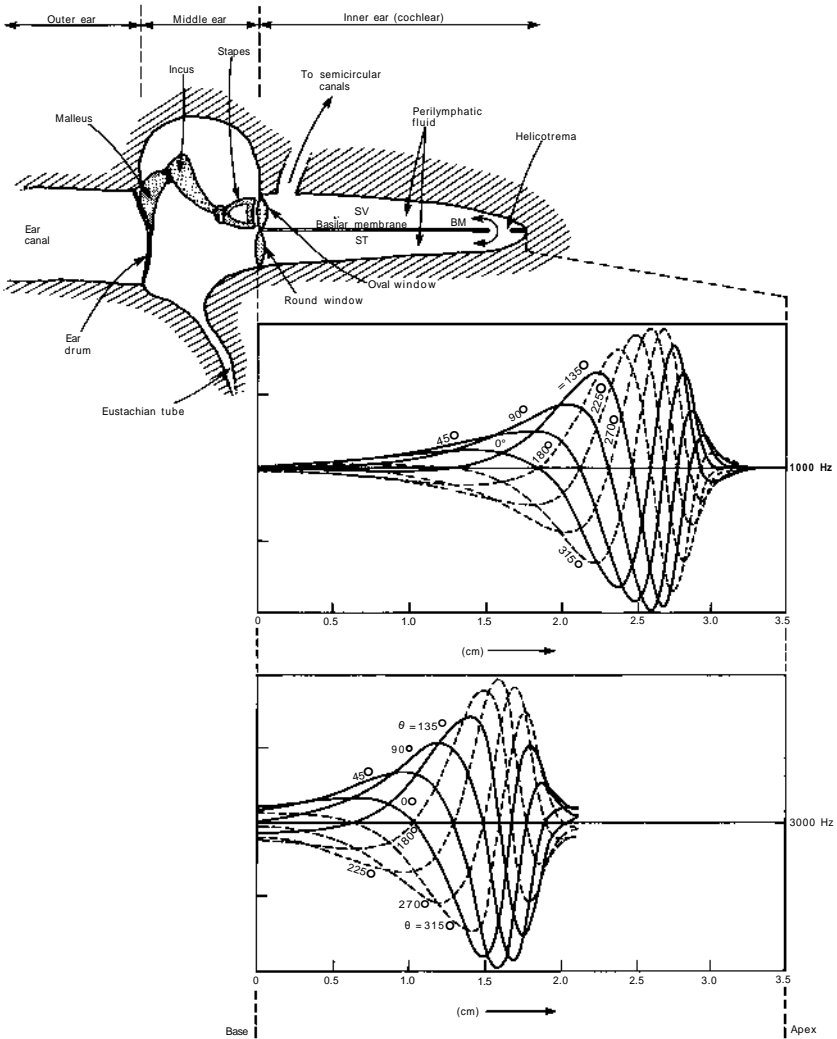 Outer ear
Middle ear
Inner ear (cochlear)
Stapes
Incus
To semicircular
canals
Malleus
Perilymphatic
fluid
Helicotrema
SV
Basilar membrane
BM
ST
Ear
canal
Oval window
Round window
Ear
drum
Eustachian tube
= 135°
225°
270°
90°
45°
0°
180°
315°
1000 Hz
0
0.5
1.0
1.5
2.0
2.5
3.0
3.5
(cm)
θ = 135°
90°
45°
0°
180°
225°
270°
θ = 315°
3000 Hz
0
0.5
1.0
1.5
2.0
2.5
3.0
3.5
(cm)
Base
Apex